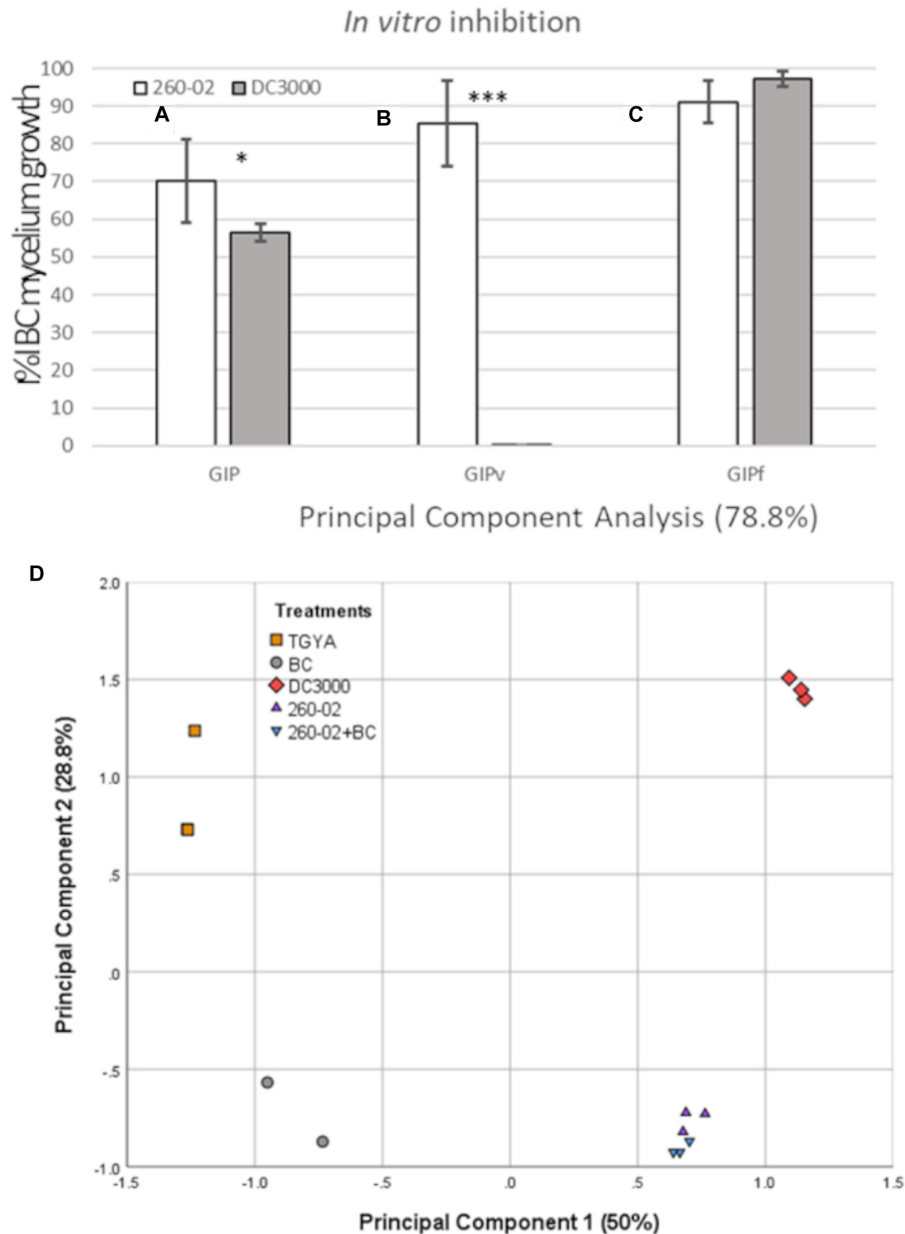 In vitro inhibition
260-02 DC3000
A * B *** C
|%IBC mycelium growth
100
90
80
70
60
50
40
30
20
10
0
GIP GIPv GIPf
Principal Component Analysis (78.8%)
D
Treatments
TGYA
BC
DC3000
260-02
260-02+BC
Principal Component 2 (28.8%)
2.0
1.5
1.0
.5
.0
-.5
-1.0
-1.5 -1.0 -.5 .0 .5 1.0 1.5
Principal Component 1 (50%)